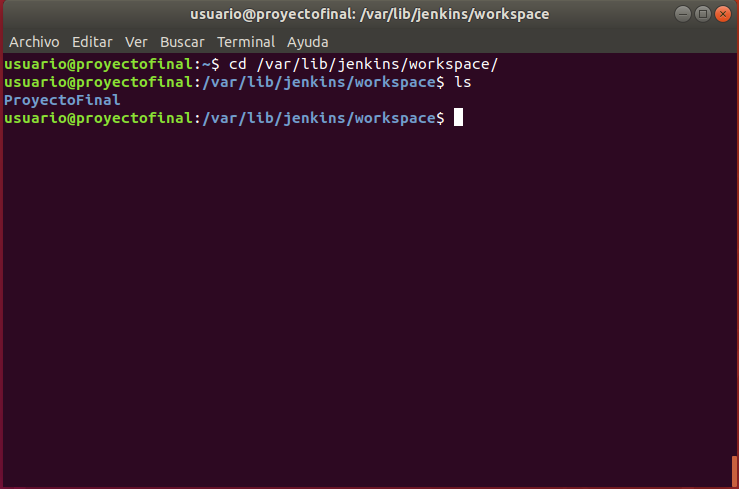 usuario@proyectofinal: /var/lib/jenkins/workspace
Archivo Editar Ver Buscar Terminal Ayuda
usuario@proyectofinal:~$ cd /var/lib/jenkins/workspace/
usuario@proyectofinal:/var/lib/jenkins/workspace$ ls
ProyectoFinal
usuario@proyectofinal:/var/lib/jenkins/workspace$